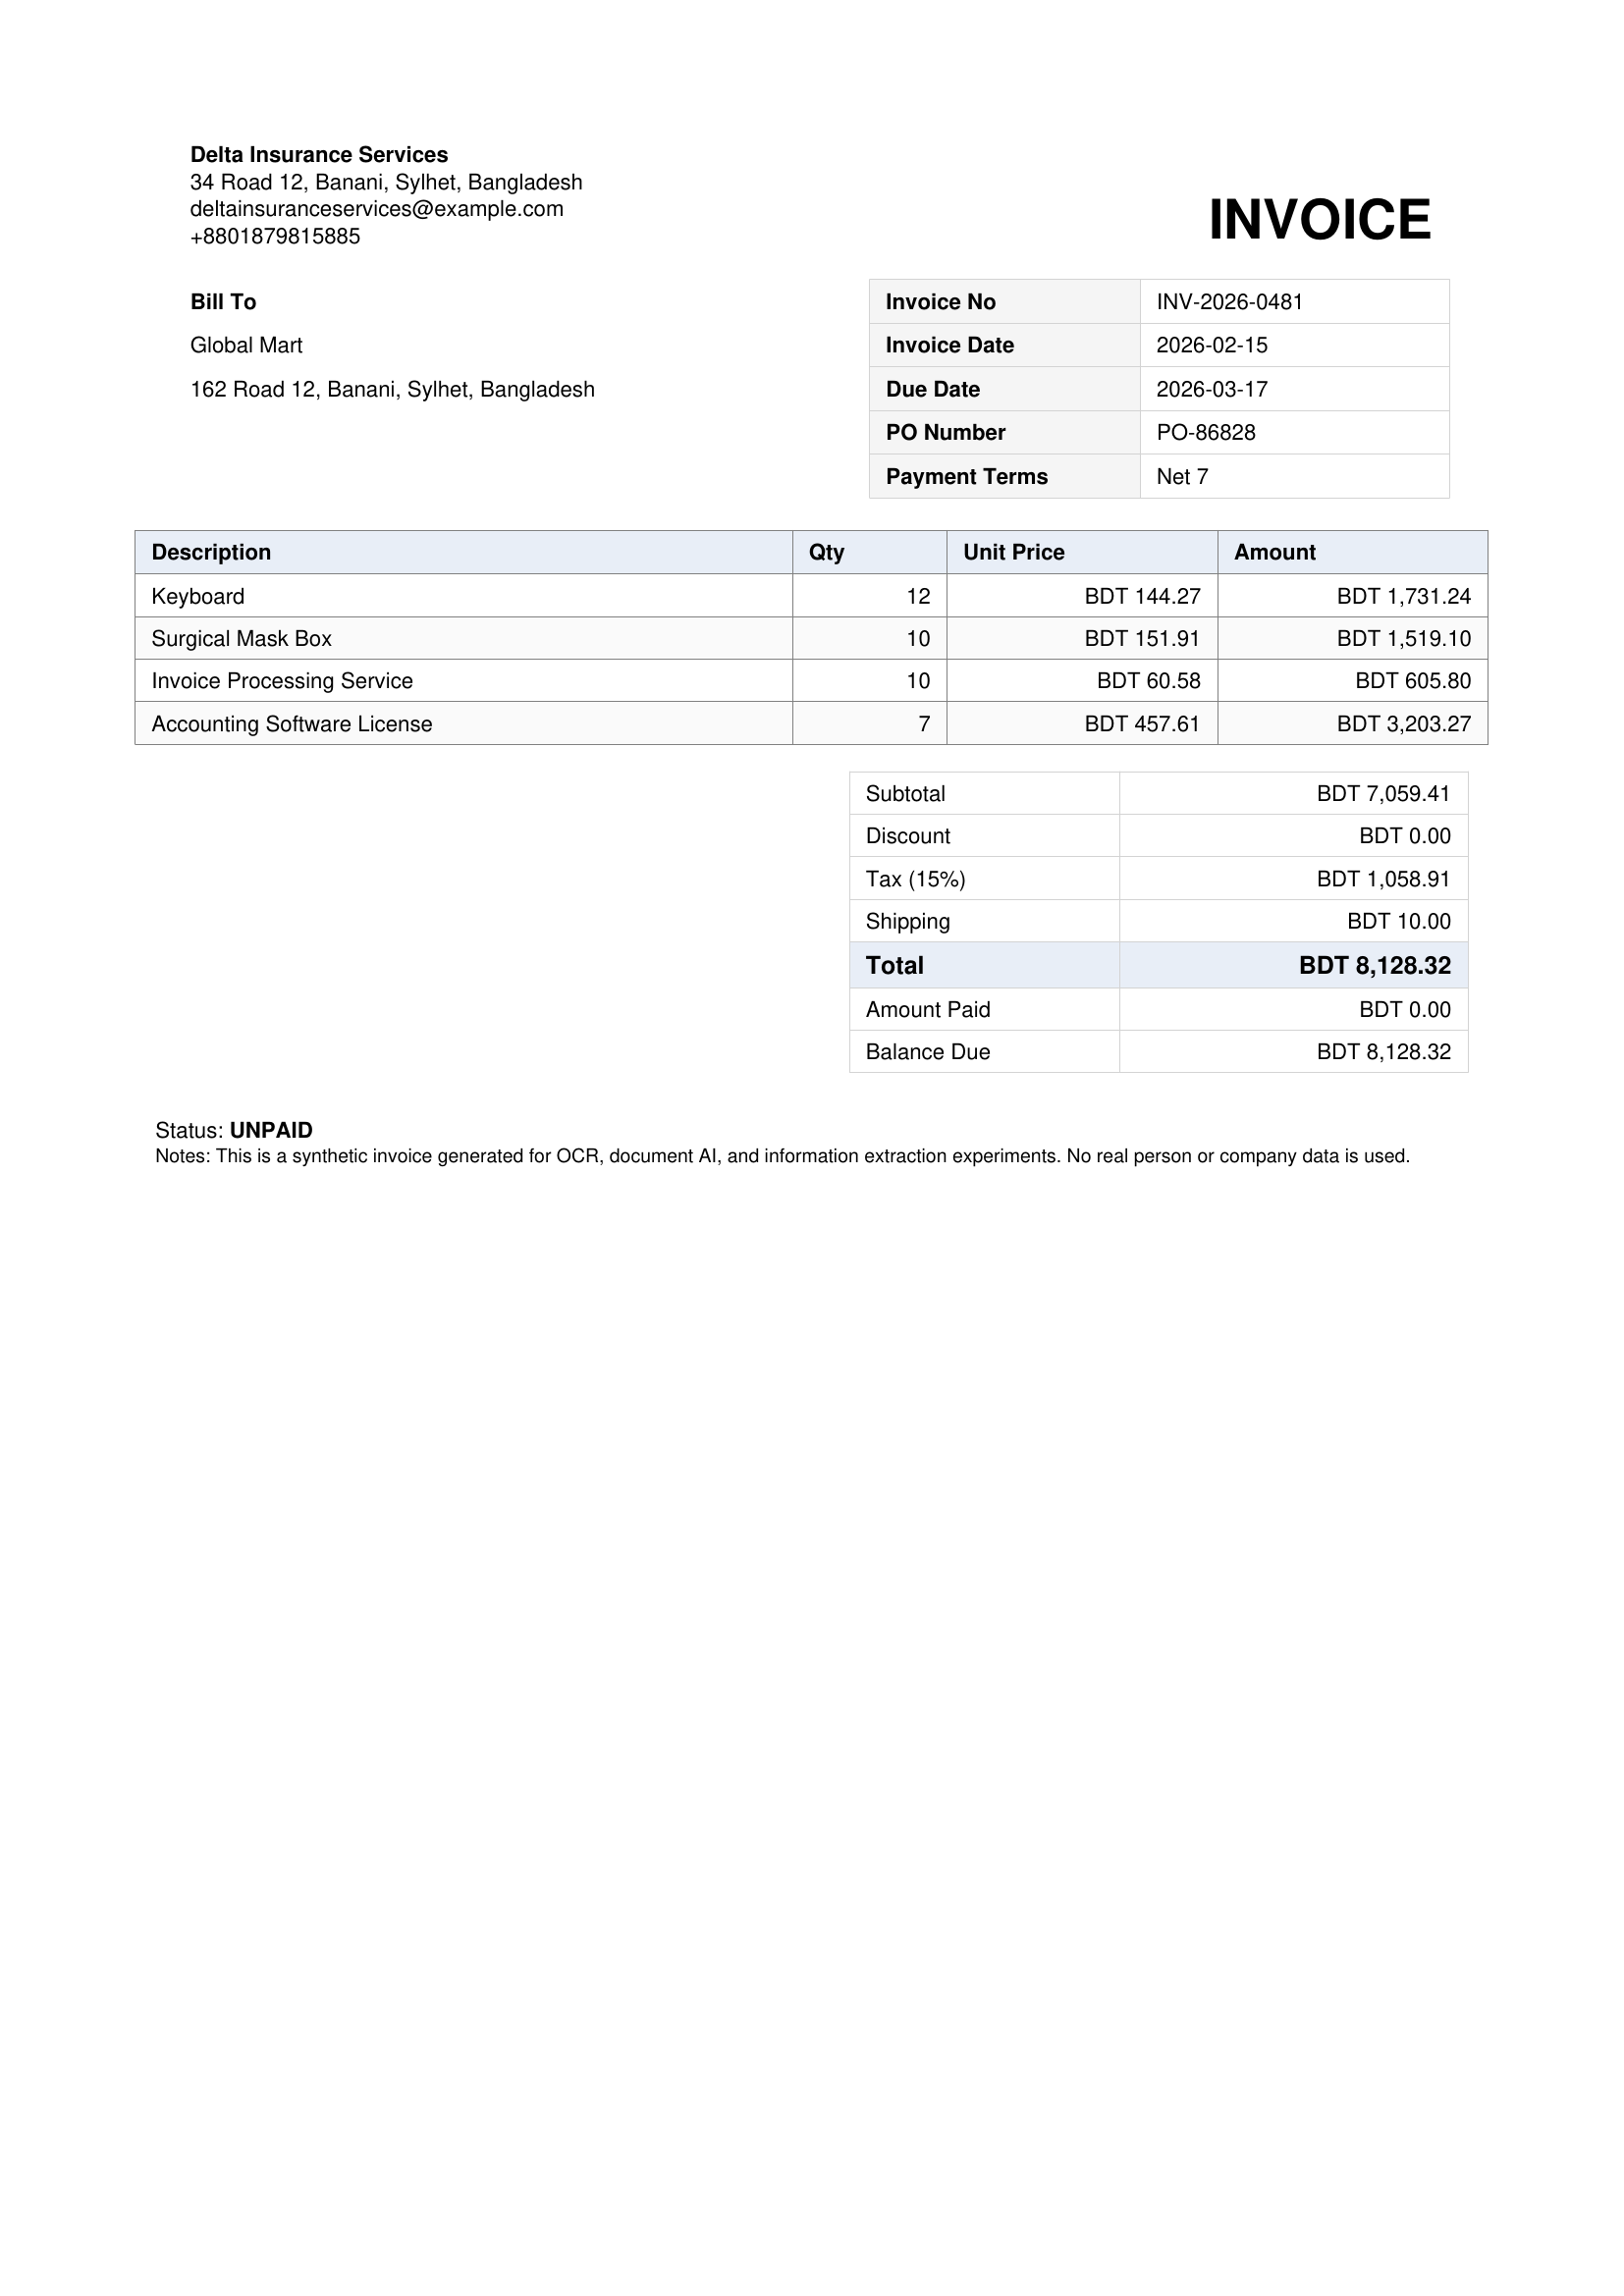 Delta Insurance Services
34 Road 12, Banani, Sylhet, Bangladesh
deltainsuranceservices@example.com
+8801879815885
INVOICE
Bill To
Global Mart
162 Road 12, Banani, Sylhet, Bangladesh
Invoice No INV-2026-0481
Invoice Date 2026-02-15
Due Date 2026-03-17
PO Number PO-86828
Payment Terms Net 7
Description Qty Unit Price Amount
Keyboard 12 BDT 144.27 BDT 1,731.24
Surgical Mask Box 10 BDT 151.91 BDT 1,519.10
Invoice Processing Service 10 BDT 60.58 BDT 605.80
Accounting Software License 7 BDT 457.61 BDT 3,203.27
Subtotal BDT 7,059.41
Discount BDT 0.00
Tax (15%) BDT 1,058.91
Shipping BDT 10.00
Total BDT 8,128.32
Amount Paid BDT 0.00
Balance Due BDT 8,128.32
Status: UNPAID
Notes: This is a synthetic invoice generated for OCR, document AI, and information extraction experiments. No real person or company data is used.